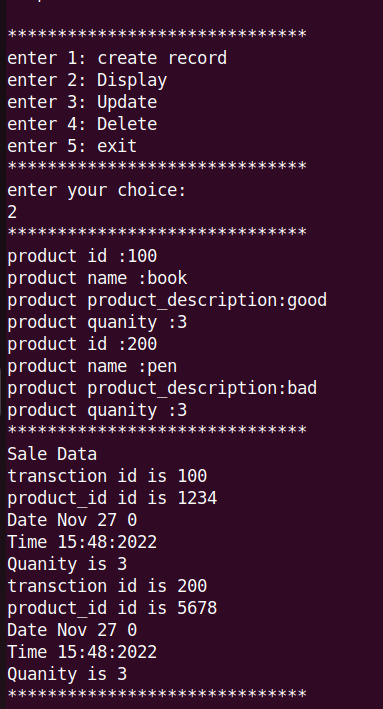 ******************************
enter 1: create record
enter 2: Display
enter 3: Update
enter 4: Delete
enter 5: exit
******************************
enter your choice:
2
******************************
product id :100
product name :book
product product_description:good
product quanity :3
product id :200
product name :pen
product product_description:bad
product quanity :3
******************************
Sale Data
transction id is 100
product_id id is 1234
Date Nov 27 0
Time 15:48:2022
Quanity is 3
transction id is 200
product_id id is 5678
Date Nov 27 0
Time 15:48:2022
Quanity is 3
******************************